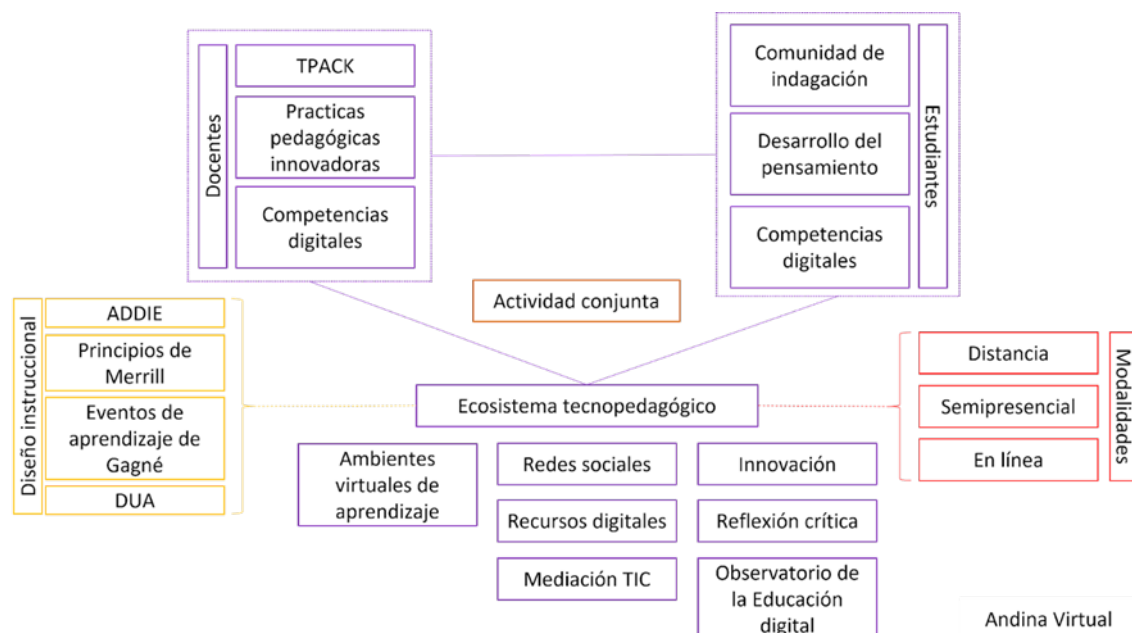 Docentes
TPACK
Practicas
pedagógicas
innovadoras
Competencias
digitales
Comunidad de
indagación
Desarrollo del
pensamiento
Competencias
digitales
Estudiantes
Actividad conjunta
Diseño instruccional
ADDIE
Principios de
Merrill
Eventos de
aprendizaje de
Gagné
DUA
Ecosistema tecnopedagógico
Distancia
Semipresencial
En línea
Modalidades
Ambientes
virtuales de
aprendizaje
Redes sociales
Recursos digitales
Mediación TIC
Innovación
Reflexión crítica
Observatorio de
la Educación
digital
Andina Virtual